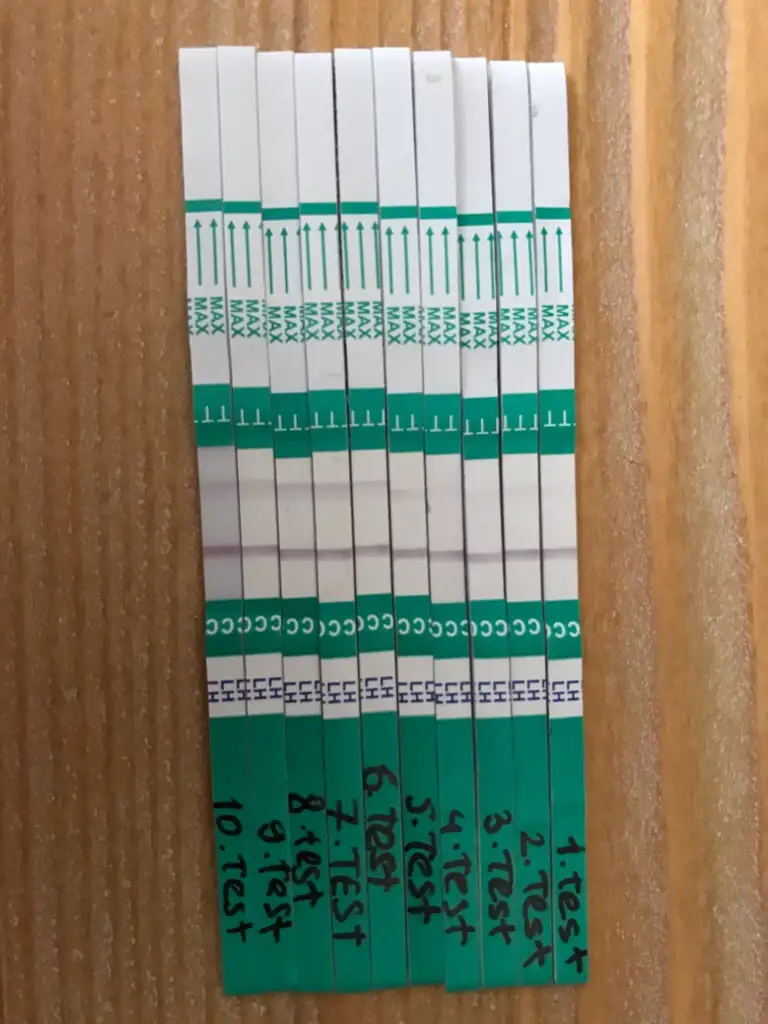 MAX MAX MAX MAX MAX MAX MAX MAX MAX MAX
T T T T T T T T T T
C C C C C C C C C C
LH LH LH LH LH LH LH LH LH LH
10.Test
9.Test
8.test
7.TEST
6.Test
5.Test
4.Test
3.Test
2.Test
1.test